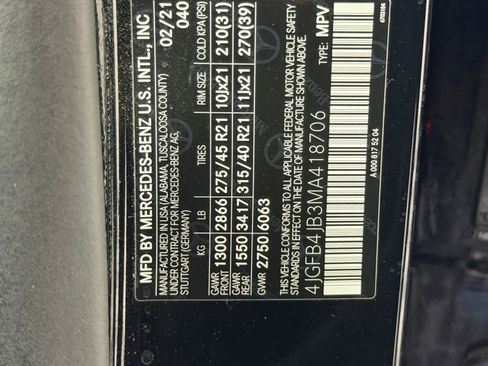 MFD BY MERCEDES-BENZ U.S. INTL., INC 02/21
MANUFACTURED IN USA (ALABAMA, TUSCALOOSA COUNTY) 040
UNDER CONTRACT WITH MERCEDES-BENZ AG,
STUTTGART (GERMANY)
KG LB TIRES RIM SIZE COLD KPA(PSI)
GAWR FRONT 1300 2866 275/45 R21 10Jx21 210(31)
GAWR REAR 1550 3417 315/40 R21 11Jx21 270(39)
GVWR 2750 6063
THIS VEHICLE CONFORMS TO ALL APPLICABLE FEDERAL MOTOR VEHICLE SAFETY
STANDARDS IN EFFECT ON THE DATE OF MANUFACTURE SHOWN ABOVE. MPV
4JGFB4JB3MA418706
A 000 817 52 04